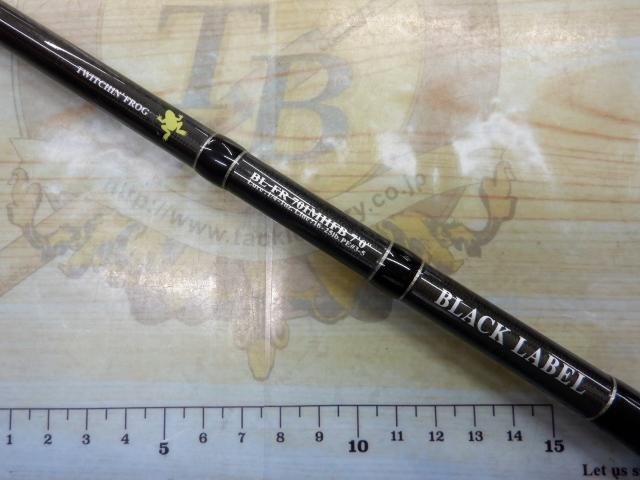 TWITCHIN' FROG
BL FR 701MHFB 7'0"
BLACK LABEL
TB
1 2 3 4 5 6 7 8 9 10 11 12 13 14 15
Let us s